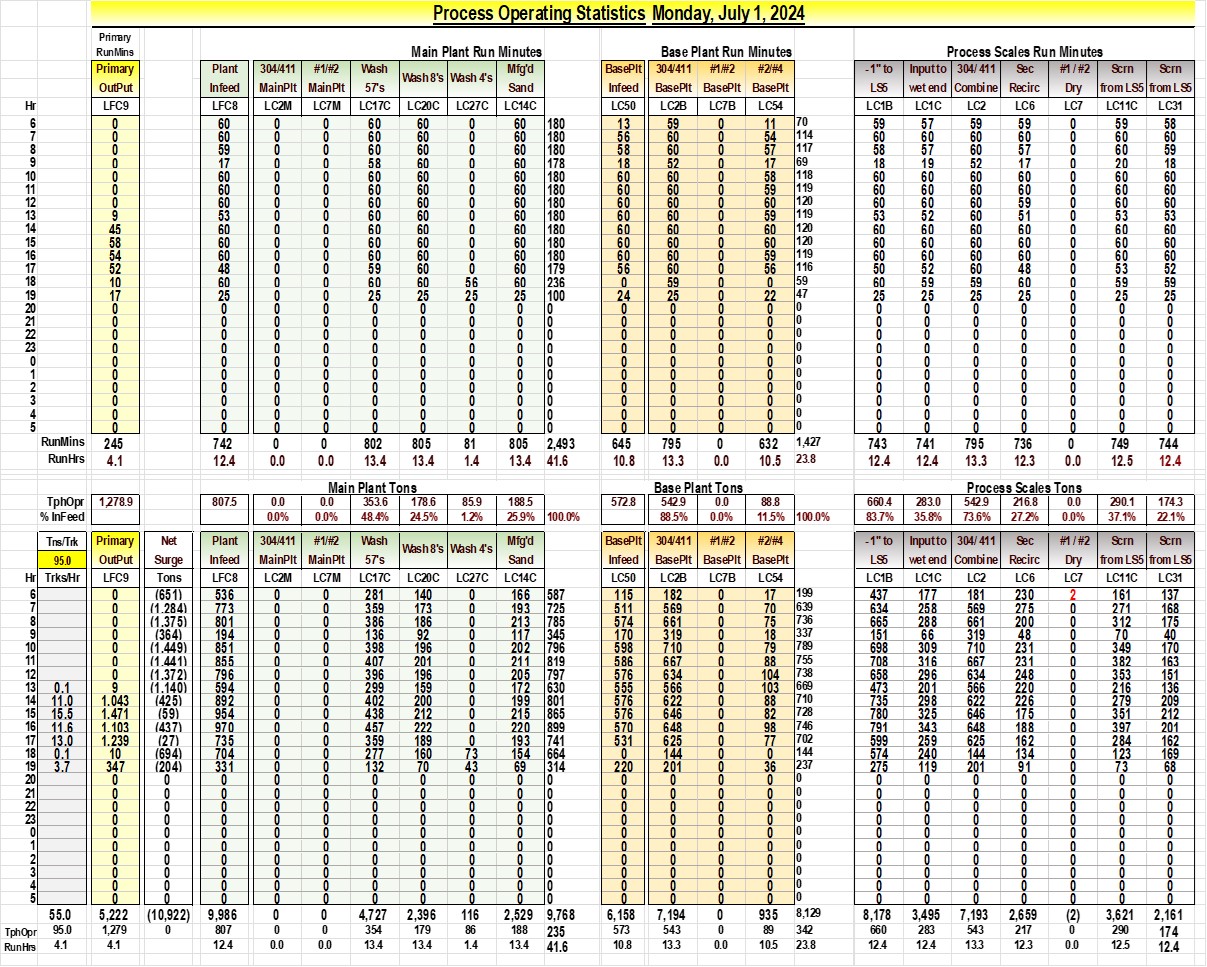 Process Operating Statistics Monday, July 1, 2024
Primary
RunMins Main Plant Run Minutes Base Plant Run Minutes Process Scales Run Minutes
Primary Plant 304/411 #1/#2 Wash Wash 8's Wash 4's Mfg'd BasePlt 304/411 #1/#2 #2/#4 -1" to Input to 304/ 411 Sec #1 / #2 Scrn Scrn
OutPut Infeed MainPlt MainPlt 57's Sand Infeed BasePlt BasePlt BasePlt LS5 wet end Combine Recirc Dry from LS5 from LS5
Hr LFC9 LFC8 LC2M LC7M LC17C LC20C LC27C LC14C LC50 LC2B LC7B LC54 LC1B LC1C LC2 LC6 LC7 LC11C LC31
6 0 60 0 0 60 60 0 60 180 13 59 0 11 70 59 57 59 59 0 59 58
7 0 60 0 0 60 60 0 60 180 56 60 0 54 114 60 60 60 60 0 60 60
8 0 59 0 0 60 60 0 60 180 58 60 0 57 117 58 57 60 57 0 60 59
9 0 17 0 0 58 60 0 60 178 18 52 0 17 69 18 19 52 17 0 20 18
10 0 60 0 0 60 60 0 60 180 60 60 0 58 118 60 60 60 60 0 60 60
11 0 60 0 0 60 60 0 60 180 60 60 0 59 119 60 60 60 60 0 60 60
12 0 60 0 0 60 60 0 60 180 60 60 0 60 120 60 60 60 59 0 60 60
13 9 53 0 0 60 60 0 60 180 60 60 0 59 119 53 52 60 51 0 53 53
14 45 60 0 0 60 60 0 60 180 60 60 0 60 120 60 60 60 60 0 60 60
15 58 60 0 0 60 60 0 60 180 60 60 0 60 120 60 60 60 60 0 60 60
16 54 60 0 0 60 60 0 60 180 60 60 0 59 119 60 60 60 60 0 60 60
17 52 48 0 0 59 60 0 60 179 56 60 0 56 116 50 52 60 48 0 53 52
18 10 60 0 0 60 60 56 60 236 0 59 0 0 59 60 59 59 60 0 59 59
19 17 25 0 0 25 25 25 25 100 24 25 0 22 47 25 25 25 25 0 25 25
20 0 0 0 0 0 0 0 0 0 0 0 0 0 0 0 0 0 0 0 0 0
21 0 0 0 0 0 0 0 0 0 0 0 0 0 0 0 0 0 0 0 0 0
22 0 0 0 0 0 0 0 0 0 0 0 0 0 0 0 0 0 0 0 0 0
23 0 0 0 0 0 0 0 0 0 0 0 0 0 0 0 0 0 0 0 0 0
0 0 0 0 0 0 0 0 0 0 0 0 0 0 0 0 0 0 0 0 0 0
1 0 0 0 0 0 0 0 0 0 0 0 0 0 0 0 0 0 0 0 0 0
2 0 0 0 0 0 0 0 0 0 0 0 0 0 0 0 0 0 0 0 0 0
3 0 0 0 0 0 0 0 0 0 0 0 0 0 0 0 0 0 0 0 0 0
4 0 0 0 0 0 0 0 0 0 0 0 0 0 0 0 0 0 0 0 0 0
5 0 0 0 0 0 0 0 0 0 0 0 0 0 0 0 0 0 0 0 0 0
RunMins 245 742 0 0 802 805 81 805 2,493 645 795 0 632 1,427 743 741 795 736 0 749 744
RunHrs 4.1 12.4 0.0 0.0 13.4 13.4 1.4 13.4 41.6 10.8 13.3 0.0 10.5 23.8 12.4 12.4 13.3 12.3 0.0 12.5 12.4
Main Plant Tons Base Plant Tons Process Scales Tons
TphOpr 1,278.9 807.5 0.0 0.0 353.6 178.6 85.9 188.5 572.8 542.9 0.0 88.8 660.4 283.0 542.9 216.8 0.0 290.1 174.3
% InFeed 0.0% 0.0% 48.4% 24.5% 1.2% 25.9% 100.0% 88.5% 0.0% 11.5% 100.0% 83.7% 35.8% 73.6% 27.2% 0.0% 37.1% 22.1%
Tns/Trk Primary Net Plant 304/411 #1/#2 Wash Wash 8's Wash 4's Mfg'd BasePlt 304/411 #1/#2 #2/#4 -1" to Input to 304/ 411 Sec #1 / #2 Scrn Scrn
95.0 OutPut Surge Infeed MainPlt MainPlt 57's Sand Infeed BasePlt BasePlt BasePlt LS5 wet end Combine Recirc Dry from LS5 from LS5
Hr Trks/Hr LFC9 Tons LFC8 LC2M LC7M LC17C LC20C LC27C LC14C LC50 LC2B LC7B LC54 LC1B LC1C LC2 LC6 LC7 LC11C LC31
6 0 (651) 536 0 0 281 140 0 166 587 115 182 0 17 199 437 177 181 230 2 161 137
7 0 (1.284) 773 0 0 359 173 0 193 725 511 569 0 70 639 634 258 569 275 0 271 168
8 0 (1.375) 801 0 0 386 186 0 213 785 574 661 0 75 736 665 288 661 200 0 312 175
9 0 (364) 194 0 0 136 92 0 117 345 170 319 0 18 337 151 66 319 48 0 70 40
10 0 (1.449) 851 0 0 398 196 0 202 796 698 710 0 79 789 698 309 710 231 0 349 170
11 0 (1.441) 855 0 0 407 201 0 211 819 586 667 0 88 755 708 316 667 231 0 382 163
12 0 (1.372) 796 0 0 396 196 0 205 797 576 634 0 104 738 658 296 634 248 0 353 151
13 0.1 9 (1.140) 594 0 0 299 159 0 172 630 555 566 0 103 669 473 201 566 220 0 216 136
14 11.0 1.043 (425) 892 0 0 402 200 0 199 801 576 622 0 88 710 735 298 622 226 0 279 209
15 15.5 1.471 (59) 954 0 0 438 212 0 215 865 576 646 0 82 728 780 325 646 175 0 351 212
16 11.6 1.103 (437) 970 0 0 457 222 0 220 899 570 648 0 98 746 791 343 648 188 0 397 201
17 13.0 1.239 (27) 735 0 0 359 189 0 193 741 531 625 0 77 702 599 259 625 162 0 284 162
18 0.1 10 (694) 704 0 0 277 160 73 154 664 0 144 0 0 144 574 240 144 134 0 123 169
19 3.7 347 (204) 331 0 0 132 70 43 69 314 220 201 0 36 237 275 119 201 91 0 73 68
20 0 0 0 0 0 0 0 0 0 0 0 0 0 0 0 0 0 0 0 0 0 0
21 0 0 0 0 0 0 0 0 0 0 0 0 0 0 0 0 0 0 0 0 0 0
22 0 0 0 0 0 0 0 0 0 0 0 0 0 0 0 0 0 0 0 0 0 0
23 0 0 0 0 0 0 0 0 0 0 0 0 0 0 0 0 0 0 0 0 0 0
0 0 0 0 0 0 0 0 0 0 0 0 0 0 0 0 0 0 0 0 0 0 0
1 0 0 0 0 0 0 0 0 0 0 0 0 0 0 0 0 0 0 0 0 0 0
2 0 0 0 0 0 0 0 0 0 0 0 0 0 0 0 0 0 0 0 0 0 0
3 0 0 0 0 0 0 0 0 0 0 0 0 0 0 0 0 0 0 0 0 0 0
4 0 0 0 0 0 0 0 0 0 0 0 0 0 0 0 0 0 0 0 0 0 0
5 0 0 0 0 0 0 0 0 0 0 0 0 0 0 0 0 0 0 0 0 0 0
55.0 5,222 (10,922) 9,986 0 0 4,727 2,396 116 2,529 9,768 6,158 7,194 0 935 8,129 8,178 3,495 7,193 2,659 (2) 3,621 2,161
TphOpr 95.0 1,279 0 807 0 0 354 179 86 188 235 573 543 0 89 342 660 283 543 217 0 290 174
RunHrs 4.1 4.1 12.4 0.0 0.0 13.4 13.4 1.4 13.4 41.6 10.8 13.3 0.0 10.5 23.8 12.4 12.4 13.3 12.3 0.0 12.5 12.4